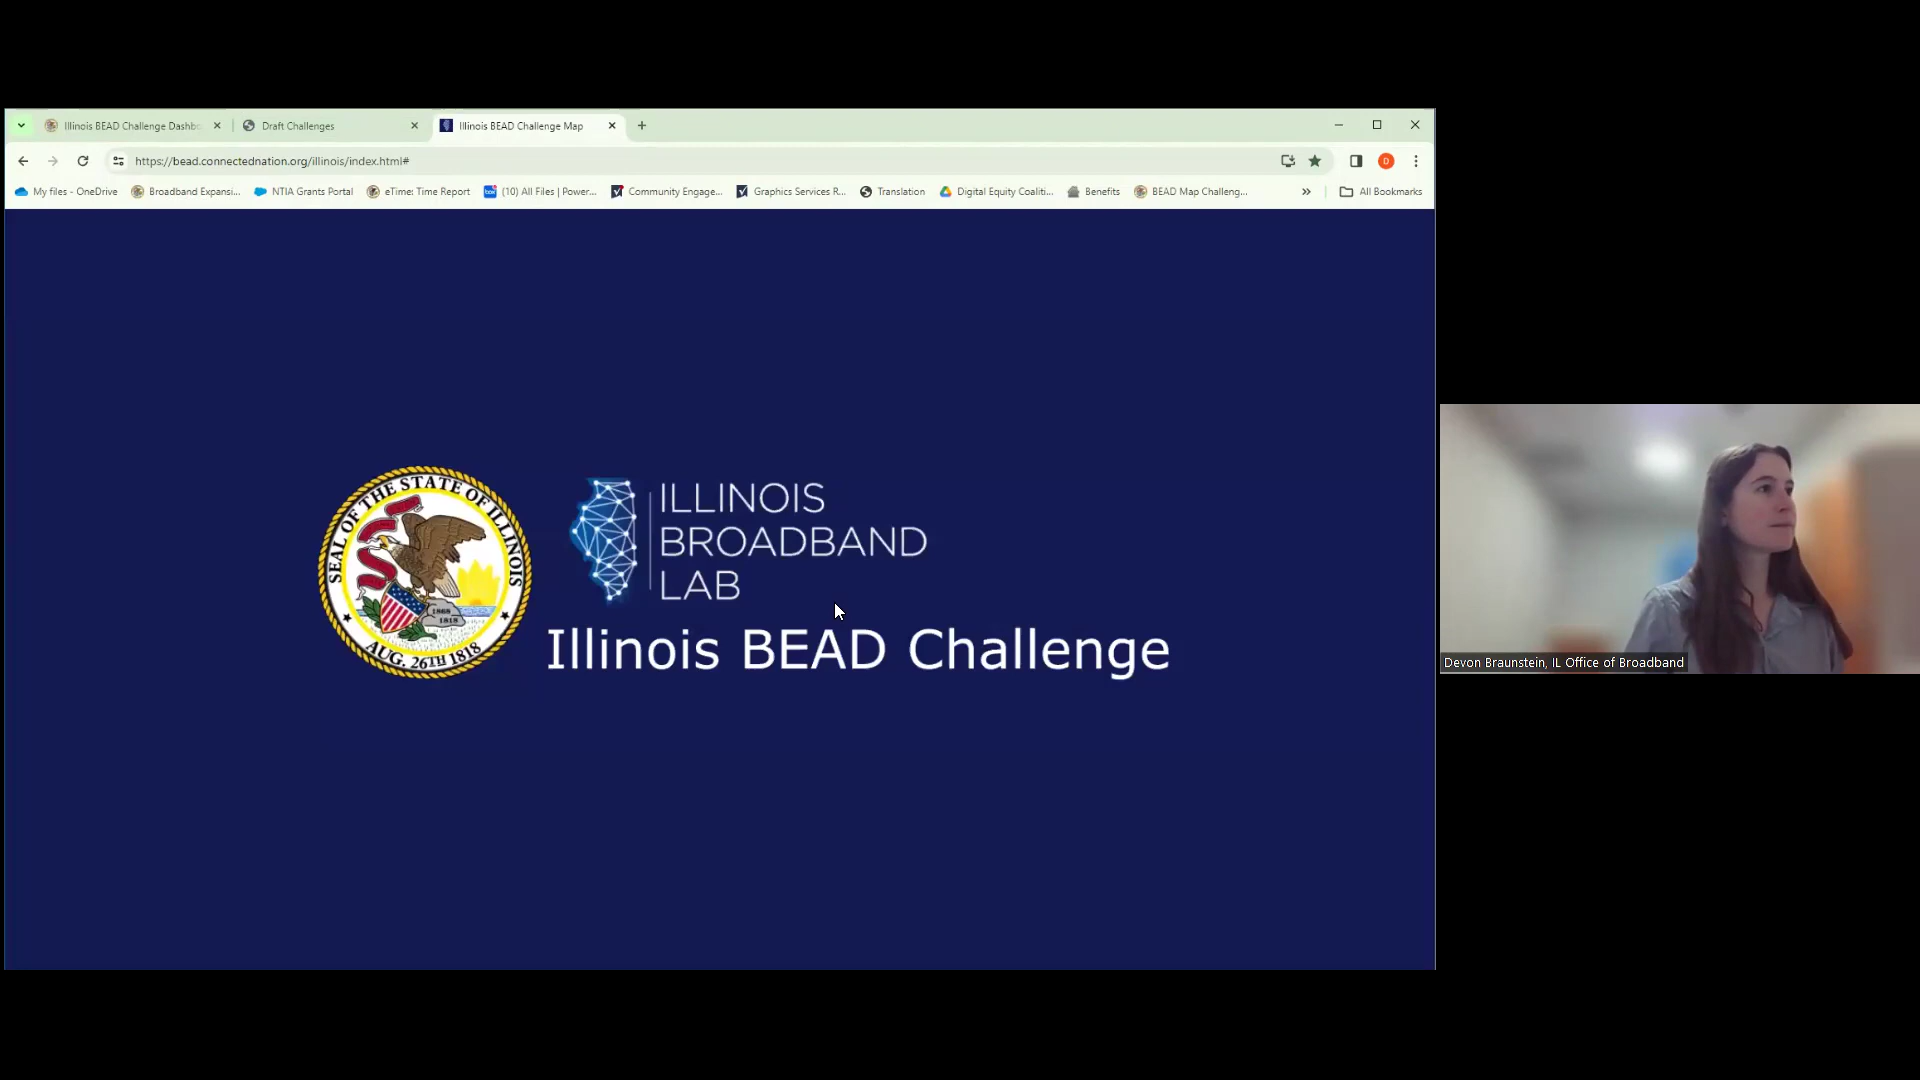 Illinois BEAD Challenge Dashbo
Draft Challenges
Illinois BEAD Challenge Map
https://bead.connectednation.org/illinois/index.html#
D
My files - OneDrive
Broadband Expansi...
NTIA Grants Portal
eTime: Time Report
box
(10) All Files | Power...
Community Engage...
Graphics Services R...
Translation
Digital Equity Coaliti...
Benefits
BEAD Map Challeng...
All Bookmarks
SEAL OF THE STATE OF ILLINOIS
1868
1818
AUG. 26TH 1818
ILLINOIS
BROADBAND
LAB
Illinois BEAD Challenge
Devon Braunstein, IL Office of Broadband